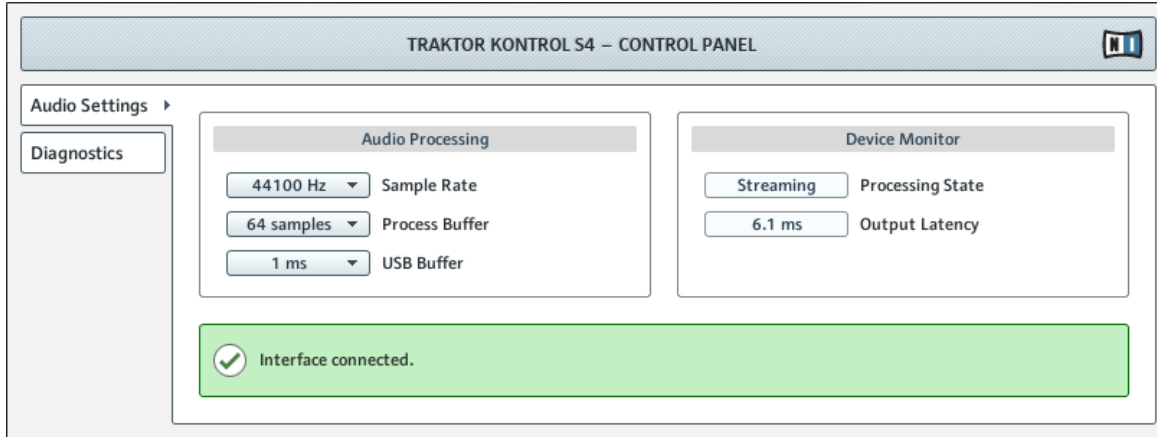 TRAKTOR KONTROL S4 – CONTROL PANEL
NI
Audio Settings
Diagnostics
Audio Processing
44100 Hz Sample Rate
64 samples Process Buffer
1 ms USB Buffer
Device Monitor
Streaming Processing State
6.1 ms Output Latency
Interface connected.